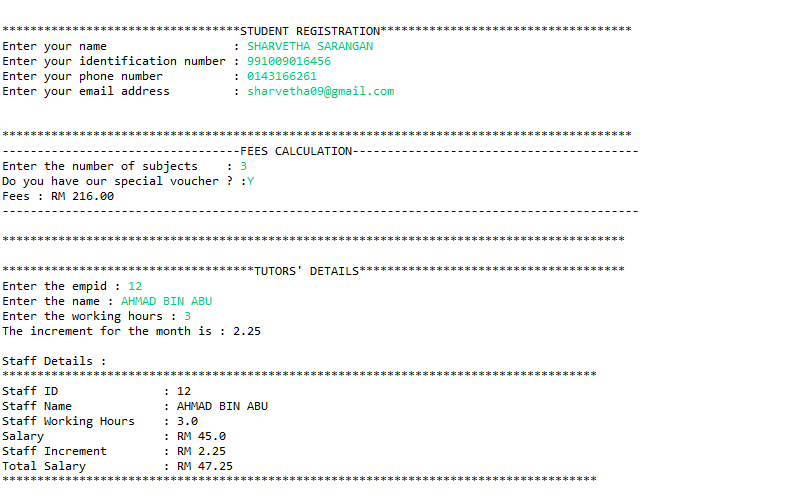 **********************************STUDENT REGISTRATION************************************
Enter your name                  : SHARVETHA SARANGAN
Enter your identification number : 991009016456
Enter your phone number          : 0143166261
Enter your email address         : sharvetha09@gmail.com
******************************************************************************************
----------------------------------FEES CALCULATION-----------------------------------------
Enter the number of subjects    : 3
Do you have our special voucher ? :Y
Fees : RM 216.00
-------------------------------------------------------------------------------------------
*****************************************************************************************
************************************TUTORS' DETAILS**************************************
Enter the empid : 12
Enter the name : AHMAD BIN ABU
Enter the working hours : 3
The increment for the month is : 2.25
Staff Details :
*************************************************************************************
Staff ID               : 12
Staff Name             : AHMAD BIN ABU
Staff Working Hours    : 3.0
Salary                 : RM 45.0
Staff Increment        : RM 2.25
Total Salary           : RM 47.25
*************************************************************************************